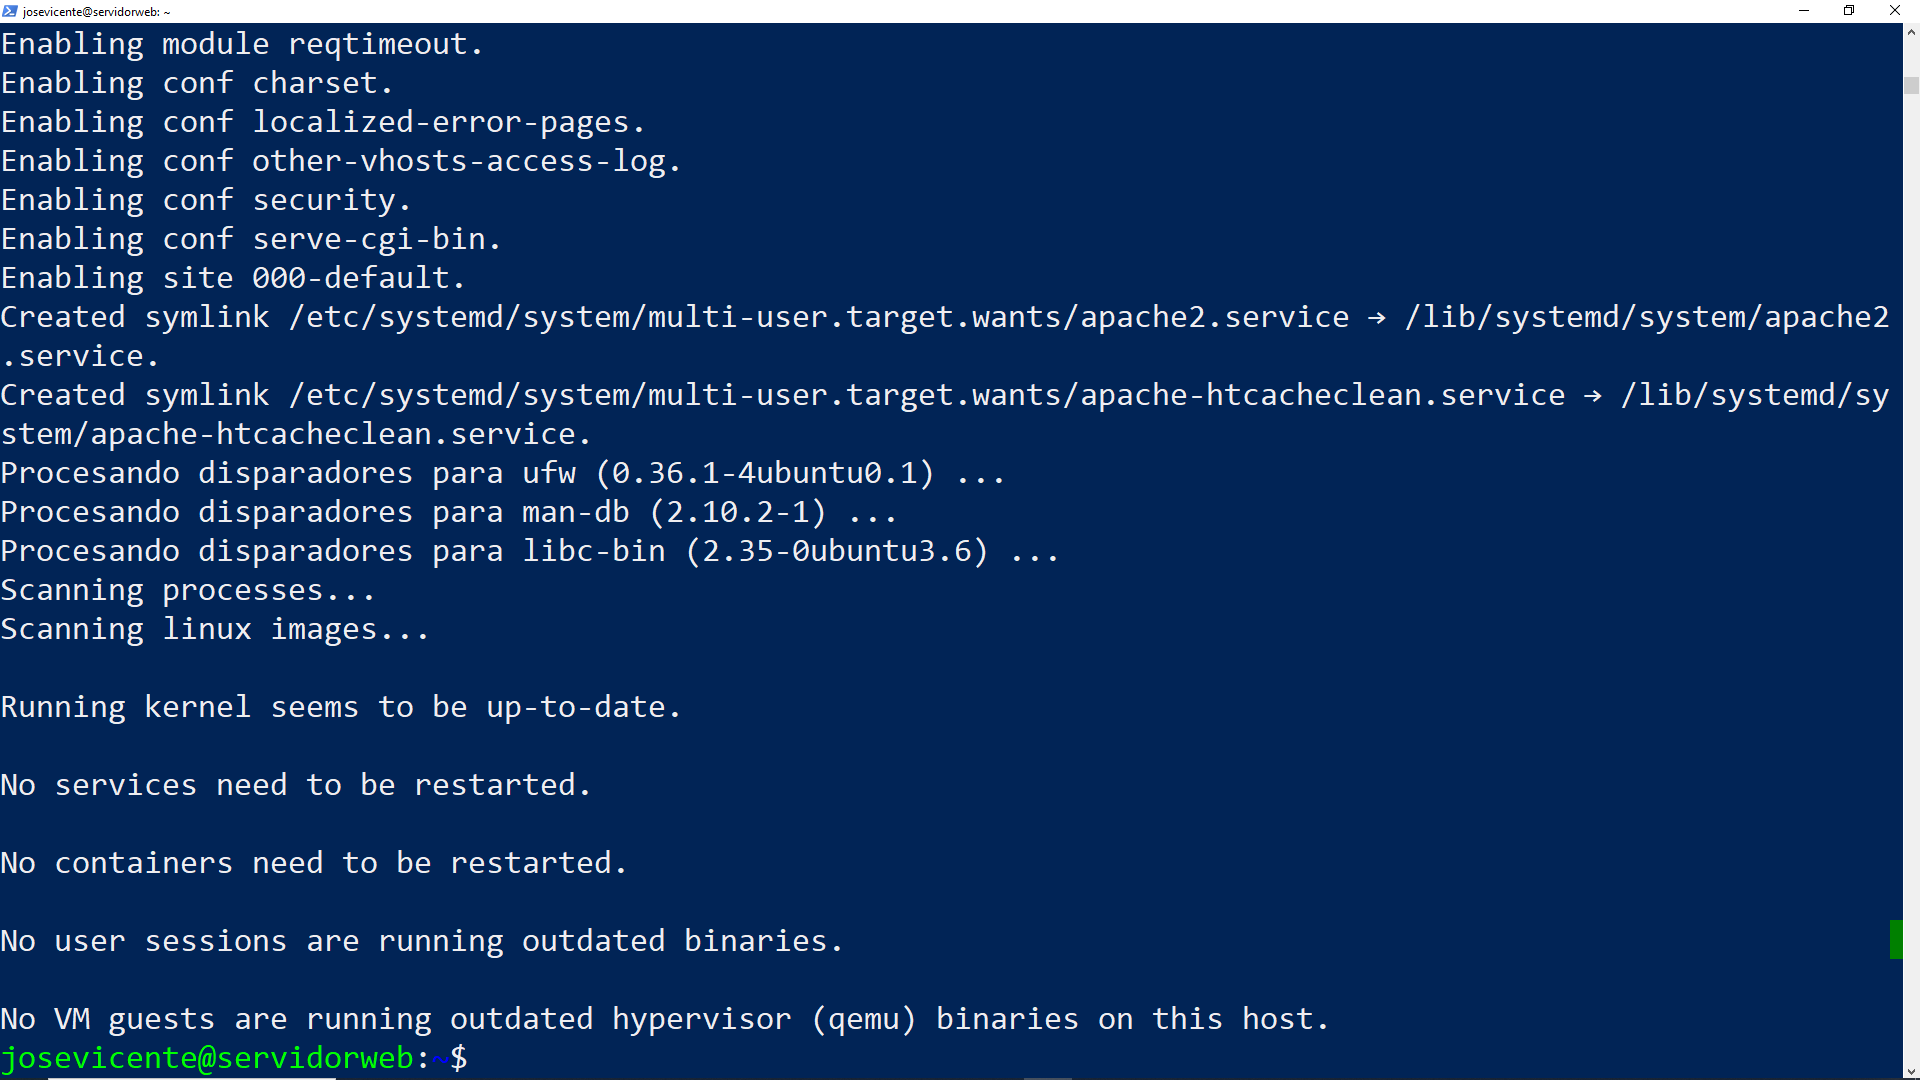 josevicente@servidorweb: ~
Enabling module reqtimeout.
Enabling conf charset.
Enabling conf localized-error-pages.
Enabling conf other-vhosts-access-log.
Enabling conf security.
Enabling conf serve-cgi-bin.
Enabling site 000-default.
Created symlink /etc/systemd/system/multi-user.target.wants/apache2.service → /lib/systemd/system/apache2
.service.
Created symlink /etc/systemd/system/multi-user.target.wants/apache-htcacheclean.service → /lib/systemd/sy
stem/apache-htcacheclean.service.
Procesando disparadores para ufw (0.36.1-4ubuntu0.1) ...
Procesando disparadores para man-db (2.10.2-1) ...
Procesando disparadores para libc-bin (2.35-0ubuntu3.6) ...
Scanning processes...
Scanning linux images...
Running kernel seems to be up-to-date.
No services need to be restarted.
No containers need to be restarted.
No user sessions are running outdated binaries.
No VM guests are running outdated hypervisor (qemu) binaries on this host.
josevicente@servidorweb:~$